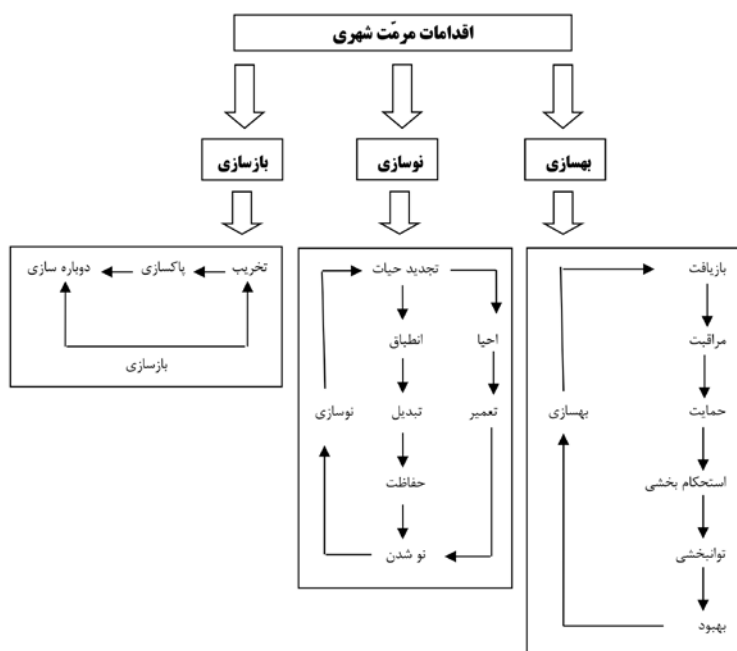 اقدامات مرمّت شهری
بهسازی
نوسازی
بازسازی
بازیافت
مراقبت
حمایت
استحکام بخشی
توانبخشی
بهبود
بهسازی
تجدید حیات
احیا
انطباق
تعمیر
تبدیل
نوسازی
حفاظت
نو شدن
تخریب
پاکسازی
دوباره سازی
بازسازی